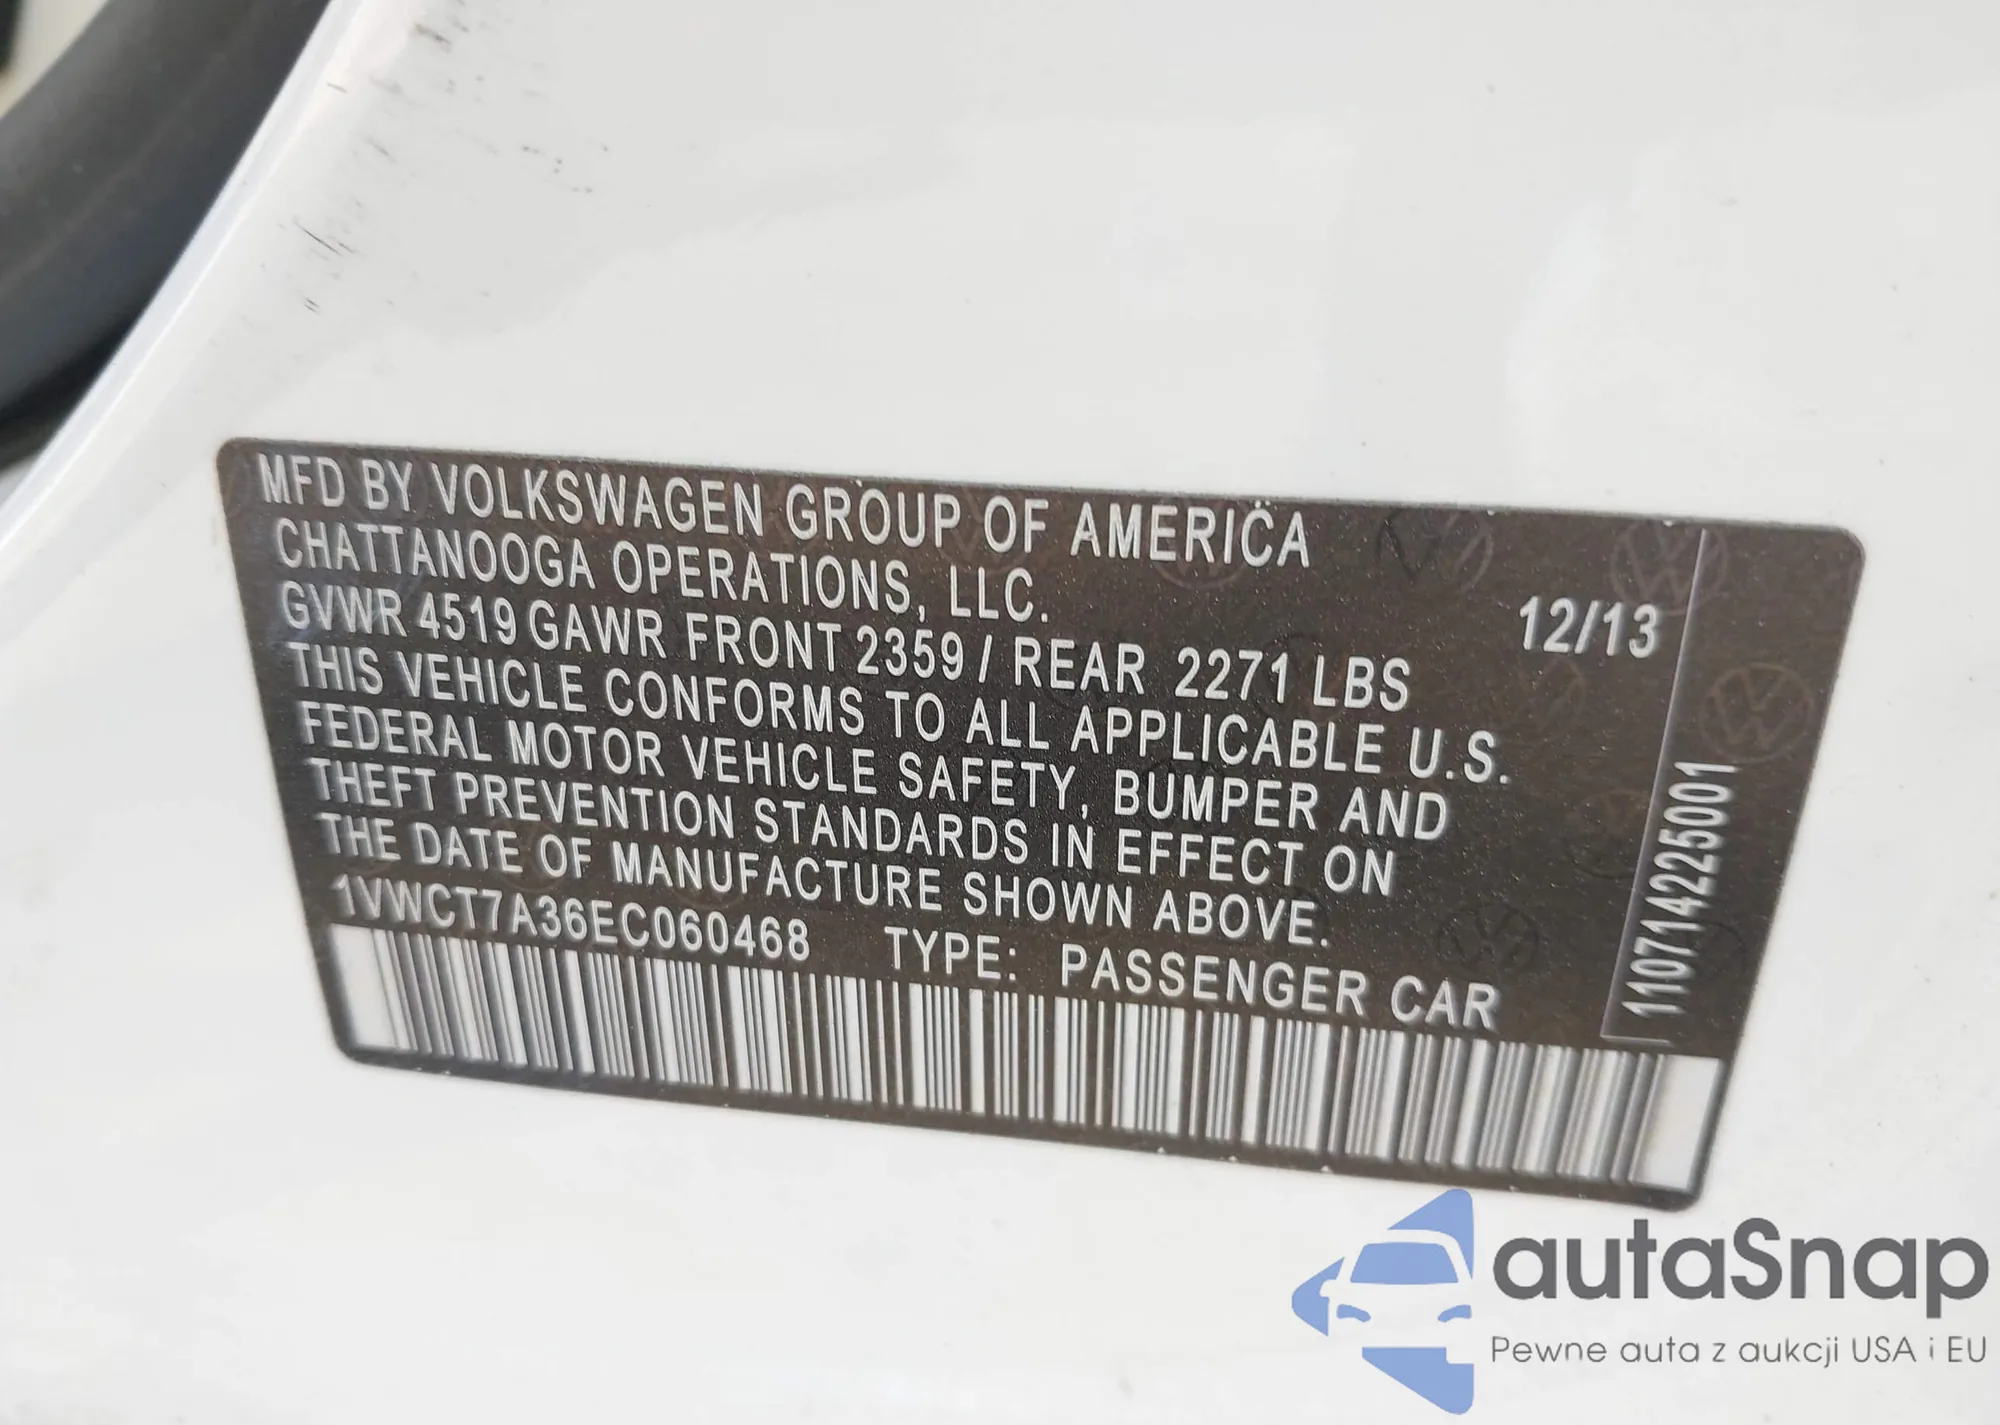 MFD BY VOLKSWAGEN GROUP OF AMERICA
CHATTANOOGA OPERATIONS, LLC.
12/13
GVWR 4519 GAWR FRONT 2359 / REAR 2271 LBS
THIS VEHICLE CONFORMS TO ALL APPLICABLE U.S.
FEDERAL MOTOR VEHICLE SAFETY, BUMPER AND
THEFT PREVENTION STANDARDS IN EFFECT ON
THE DATE OF MANUFACTURE SHOWN ABOVE.
1VWCT7A36EC060468 TYPE: PASSENGER CAR
1107142225001
autaSnap
Pewne auta z aukcji USA i EU